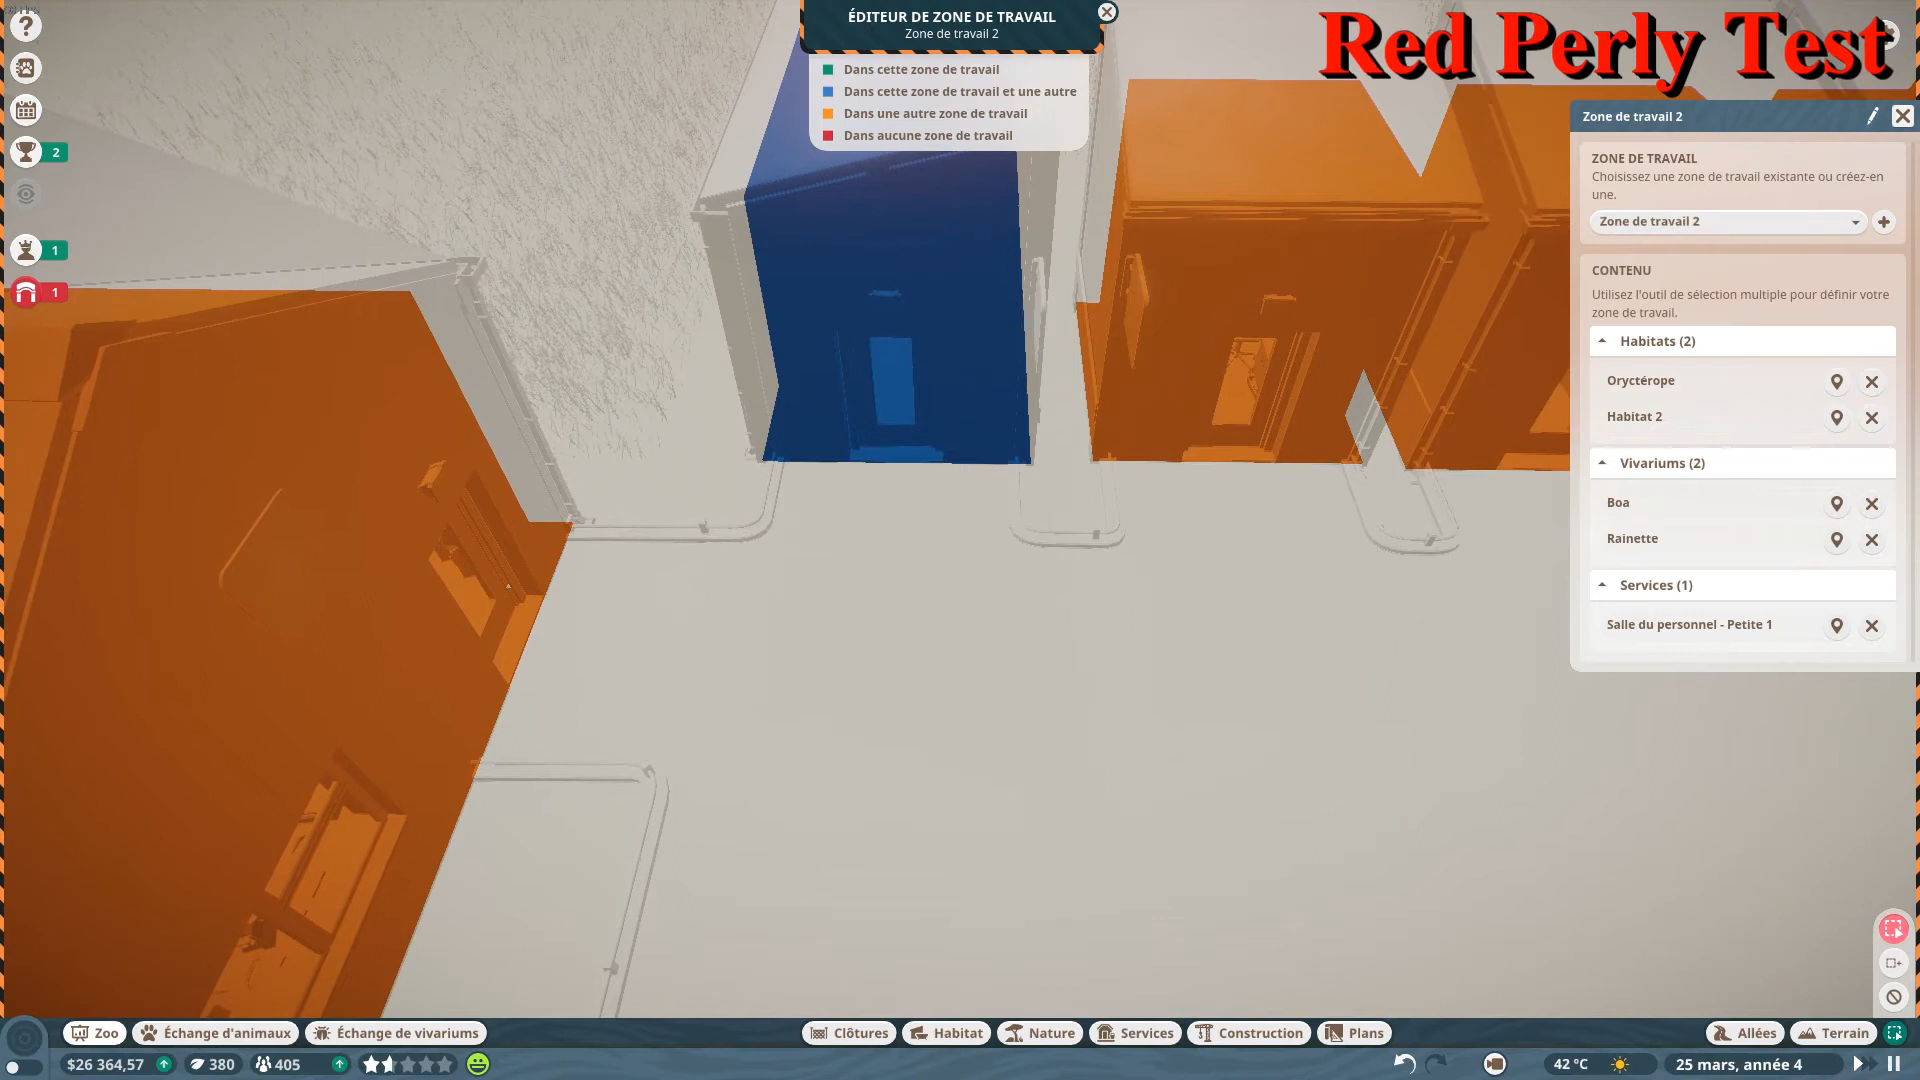 ÉDITEUR DE ZONE DE TRAVAIL
Zone de travail 2
Dans cette zone de travail
Dans cette zone de travail et une autre
Dans une autre zone de travail
Dans aucune zone de travail
Red Perly Test
?
2
1
1
Zone de travail 2
ZONE DE TRAVAIL
Choisissez une zone de travail existante ou créez-en
une.
Zone de travail 2
CONTENU
Utilisez l'outil de sélection multiple pour définir votre
zone de travail.
Habitats (2)
Oryctérope
Habitat 2
Vivariums (2)
Boa
Rainette
Services (1)
Salle du personnel - Petite 1
Zoo
Échange d'animaux
Échange de vivariums
Clôtures
Habitat
Nature
Services
Construction
Plans
Allées
Terrain
$26 364,57
380
405
42 °C
25 mars, année 4